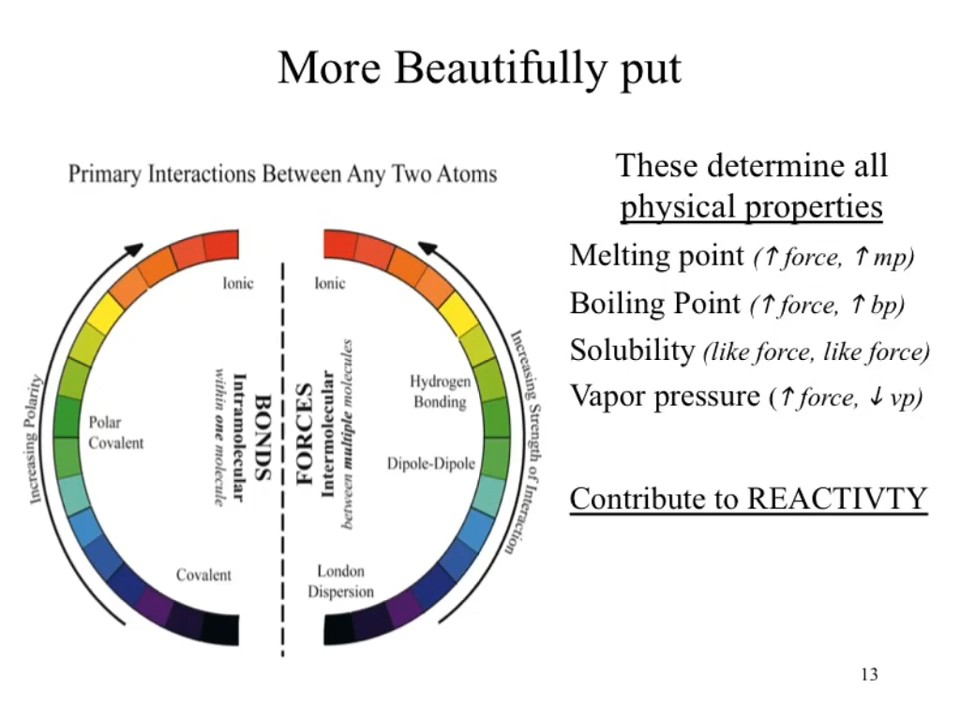 More Beautifully put
Primary Interactions Between Any Two Atoms
Increasing Polarity
Ionic
Polar
Covalent
Covalent
BONDS
Intramolecular
within one molecule
Ionic
Hydrogen
Bonding
Dipole-Dipole
London
Dispersion
FORCES
Intermolecular
between multiple molecules
Increasing Strength of Interaction
These determine all
physical properties
Melting point (↑ force, ↑ mp)
Boiling Point (↑ force, ↑ bp)
Solubility (like force, like force)
Vapor pressure (↑ force, ↓ vp)
Contribute to REACTIVTY
13